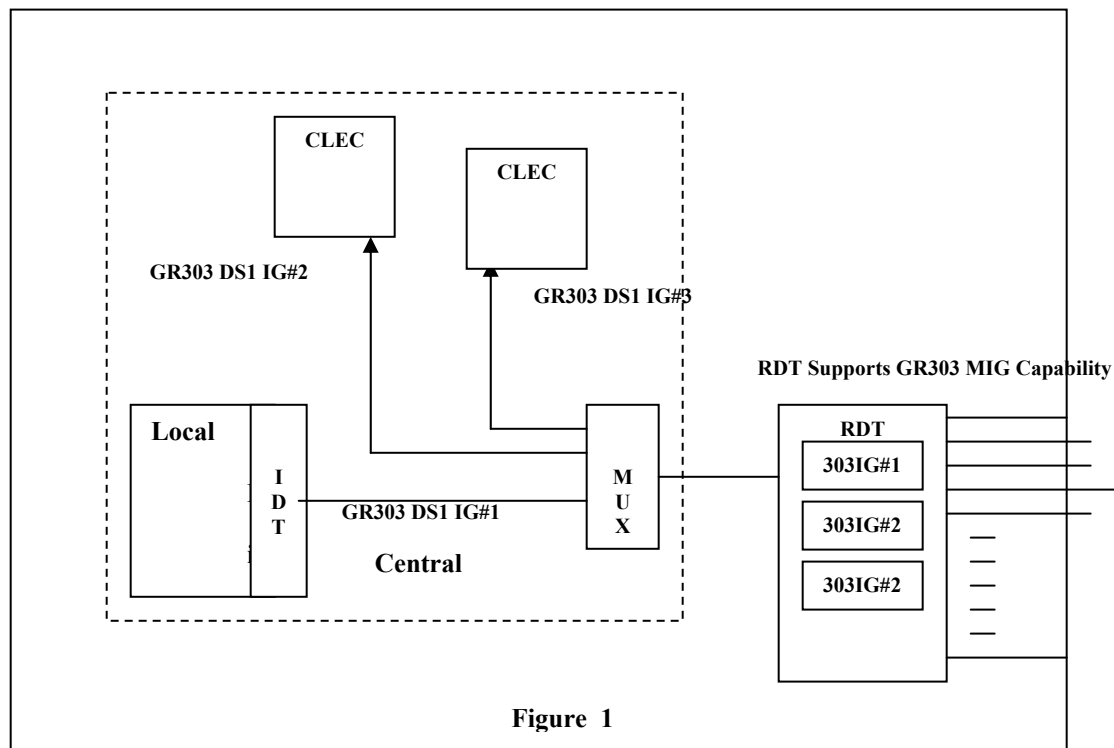 CLEC
CLEC
GR303 DS1 IG#2
GR303 DS1 IG#3
RDT Supports GR303 MIG Capability
Local
I
D
T
GR303 DS1 IG#1
Central
M
U
X
RDT
303IG#1
303IG#2
303IG#2
Figure 1